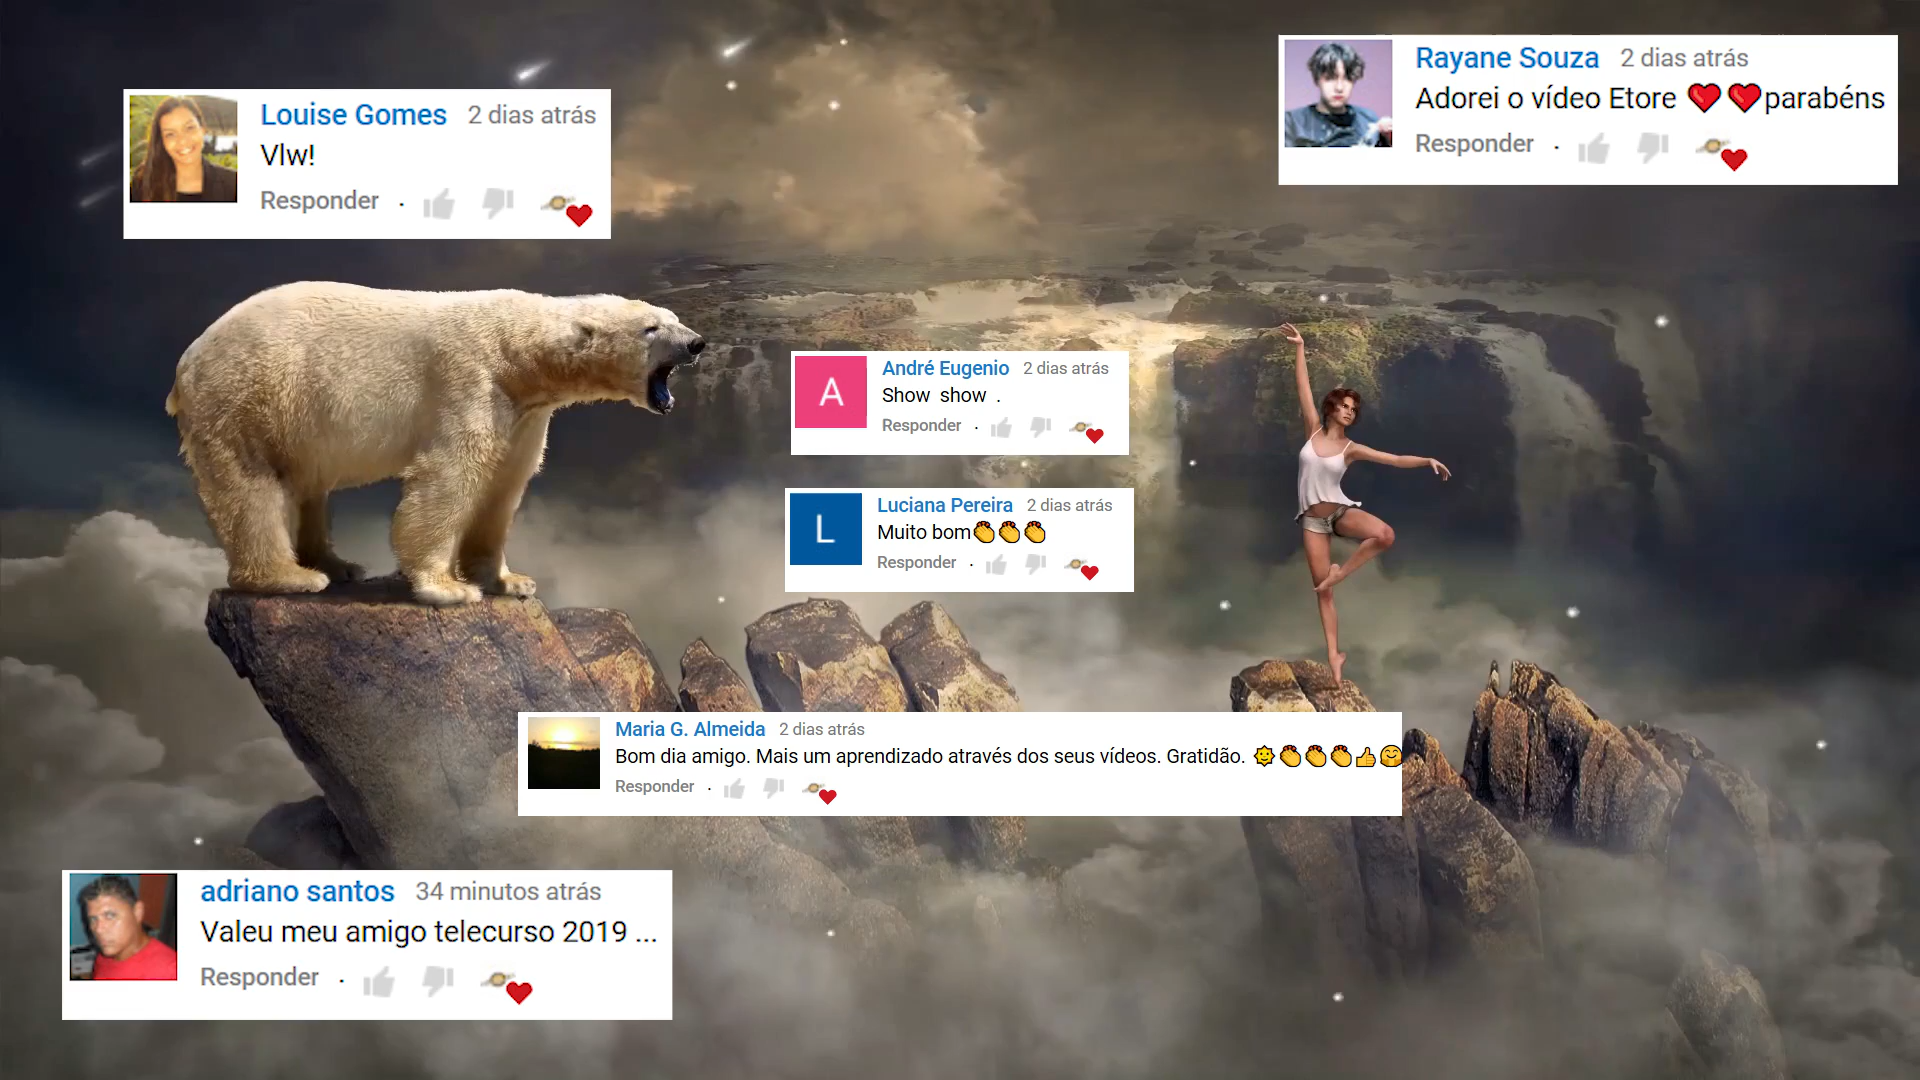 Louise Gomes 2 dias atrás
Vlw!
Responder
Rayane Souza 2 dias atrás
Adorei o vídeo Etore ❤️❤️parabéns
Responder
A
André Eugenio 2 dias atrás
Show show .
Responder
L
Luciana Pereira 2 dias atrás
Muito bom👏👏👏
Responder
Maria G. Almeida 2 dias atrás
Bom dia amigo. Mais um aprendizado através dos seus vídeos. Gratidão. 🌞👏👏👏👍🤗
Responder
adriano santos 34 minutos atrás
Valeu meu amigo telecurso 2019 ...
Responder